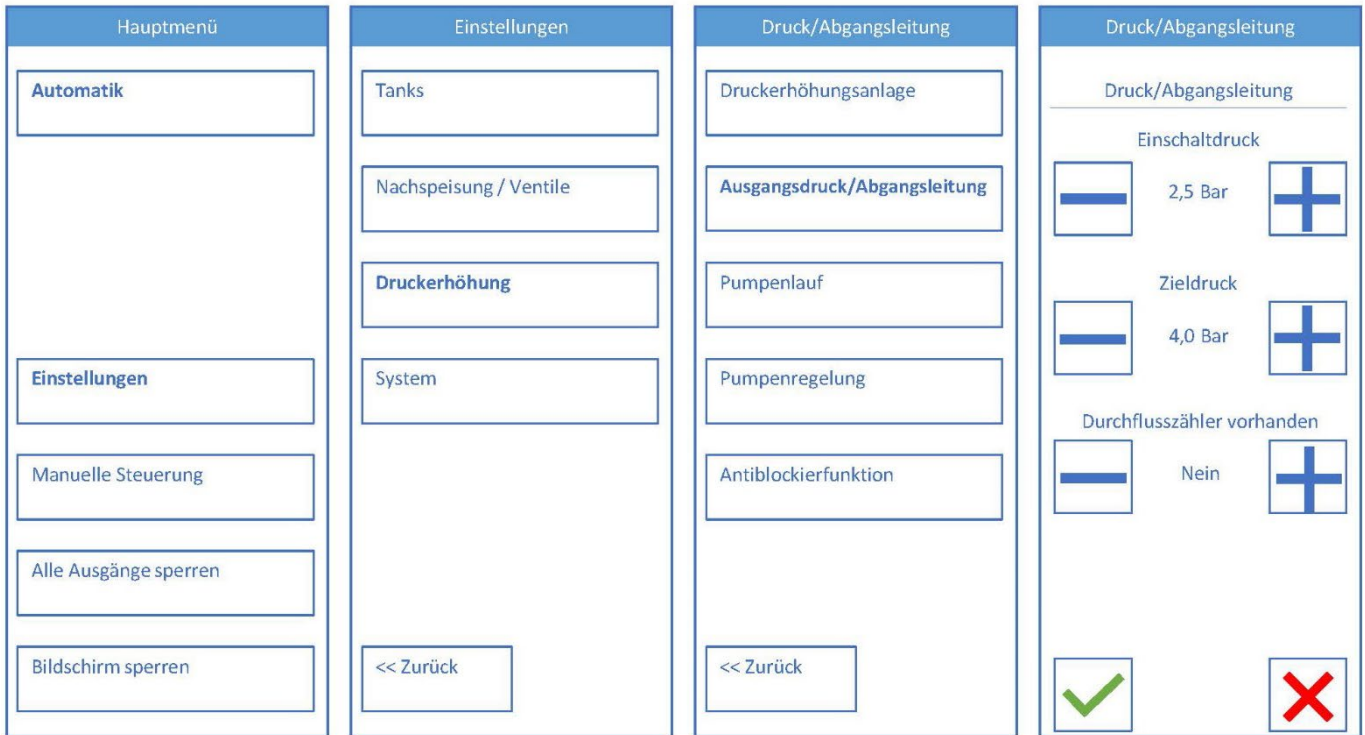 Hauptmenü
Automatik
Einstellungen
Manuelle Steuerung
Alle Ausgänge sperren
Bildschirm sperren
Einstellungen
Tanks
Nachspeisung / Ventile
Druckerhöhung
System
<< Zurück
Druck/Abgangsleitung
Druckerhöhungsanlage
Ausgangsdruck/Abgangsleitung
Pumpenlauf
Pumpenregelung
Antiblockierfunktion
<< Zurück
Druck/Abgangsleitung
Druck/Abgangsleitung
Einschaltdruck
2,5 Bar
Zieldruck
4,0 Bar
Durchflusszähler vorhanden
Nein